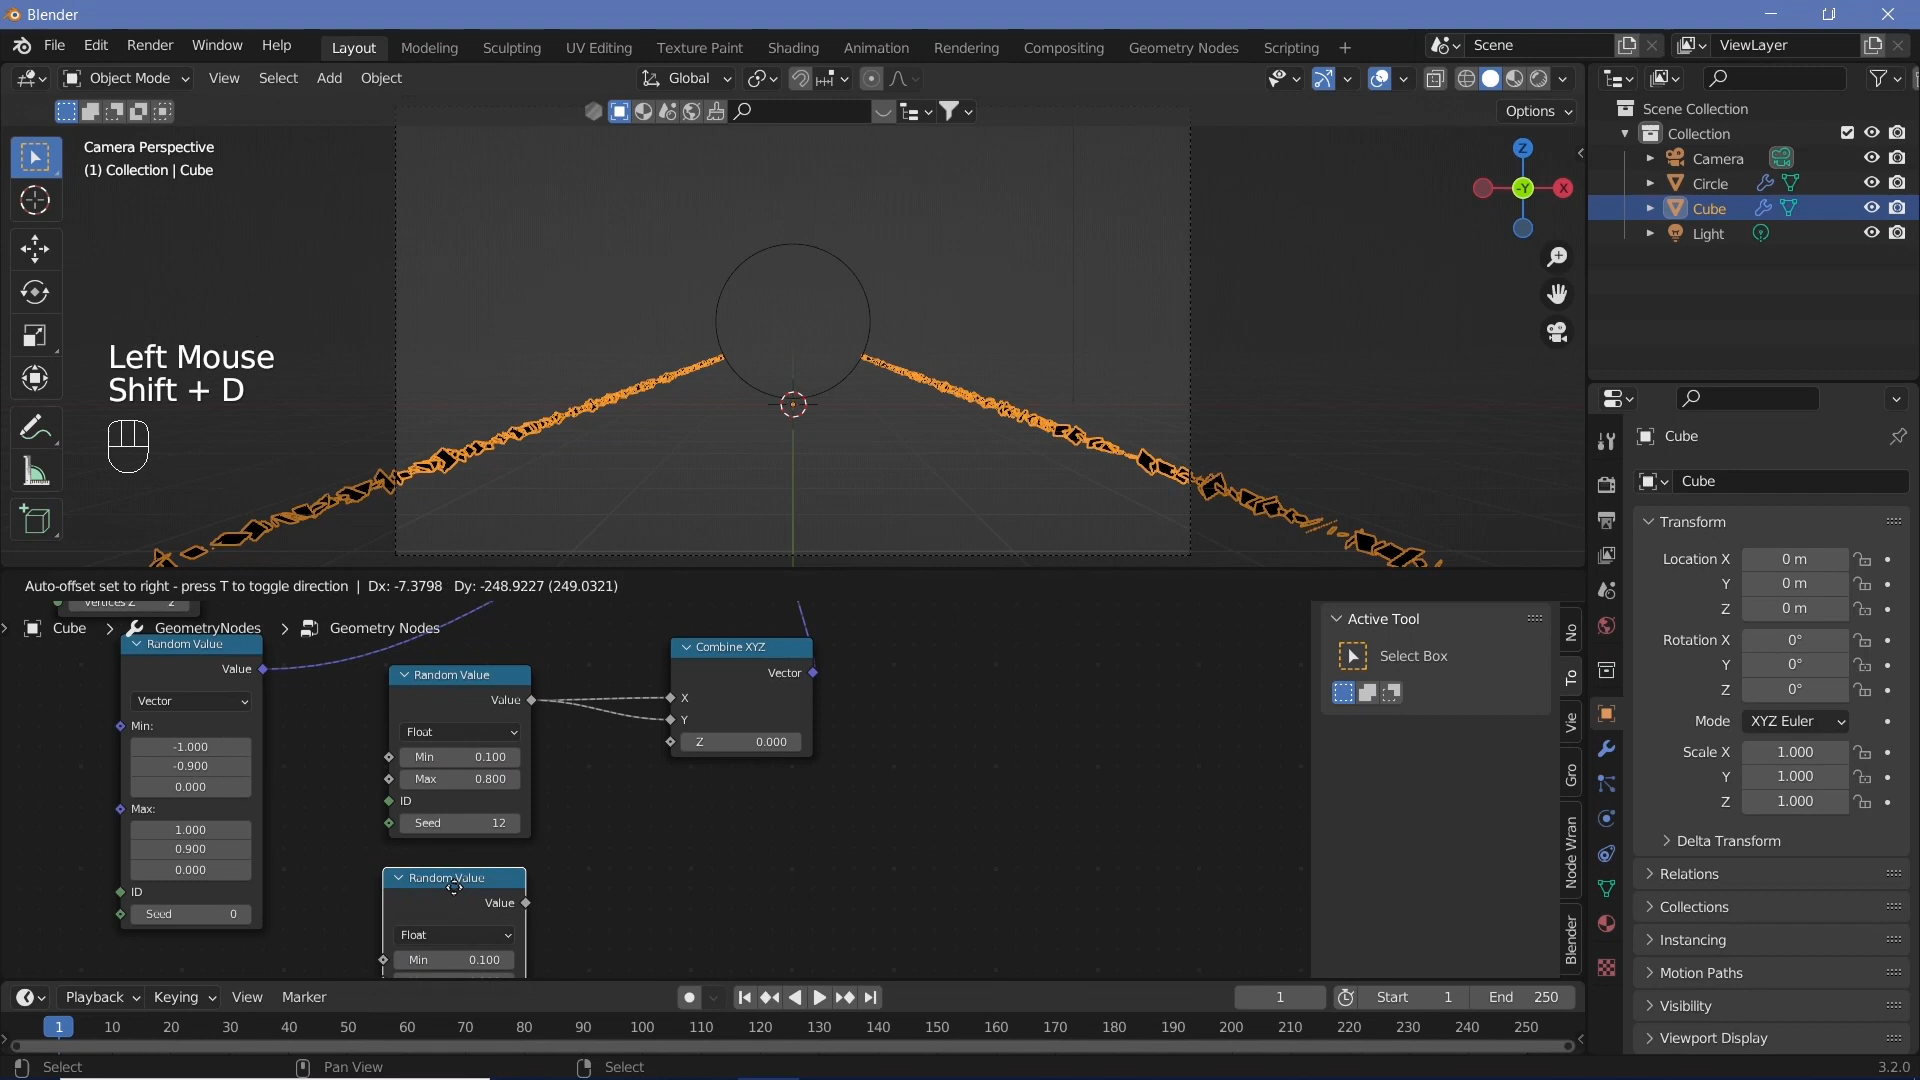 Blender
File Edit Render Window Help
Layout Modeling Sculpting UV Editing Texture Paint Shading Animation Rendering Compositing Geometry Nodes Scripting
Scene
ViewLayer
Object Mode View Select Add Object
Global
Options
Camera Perspective
(1) Collection | Cube
Z
X
-Y
Scene Collection
Collection
Camera
Circle
Cube
Light
Left Mouse
Shift + D
Auto-offset set to right - press T to toggle direction | Dx: -7.3798 Dy: -248.9227 (249.0321)
Vertices Z 2
Cube > GeometryNodes > Geometry Nodes
Random Value
Value
Vector
Min:
-1.000
-0.900
0.000
Max:
1.000
0.900
0.000
ID
Seed 0
Random Value
Value
Float
Min 0.100
Max 0.800
ID
Seed 12
Random Value
Value
Float
Min 0.100
Combine XYZ
Vector
X
Y
Z 0.000
Active Tool
Select Box
No
To
Vie
Gro
Node Wran
Blender
Cube
Cube
Transform
Location X 0 m
Y 0 m
Z 0 m
Rotation X 0°
Y 0°
Z 0°
Mode XYZ Euler
Scale X 1.000
Y 1.000
Z 1.000
Delta Transform
Relations
Collections
Instancing
Motion Paths
Visibility
Viewport Display
Playback Keying View Marker
1
Start 1
End 250
1 10 20 30 40 50 60 70 80 90 100 110 120 130 140 150 160 170 180 190 200 210 220 230 240 250
Select
Pan View
Select
3.2.0